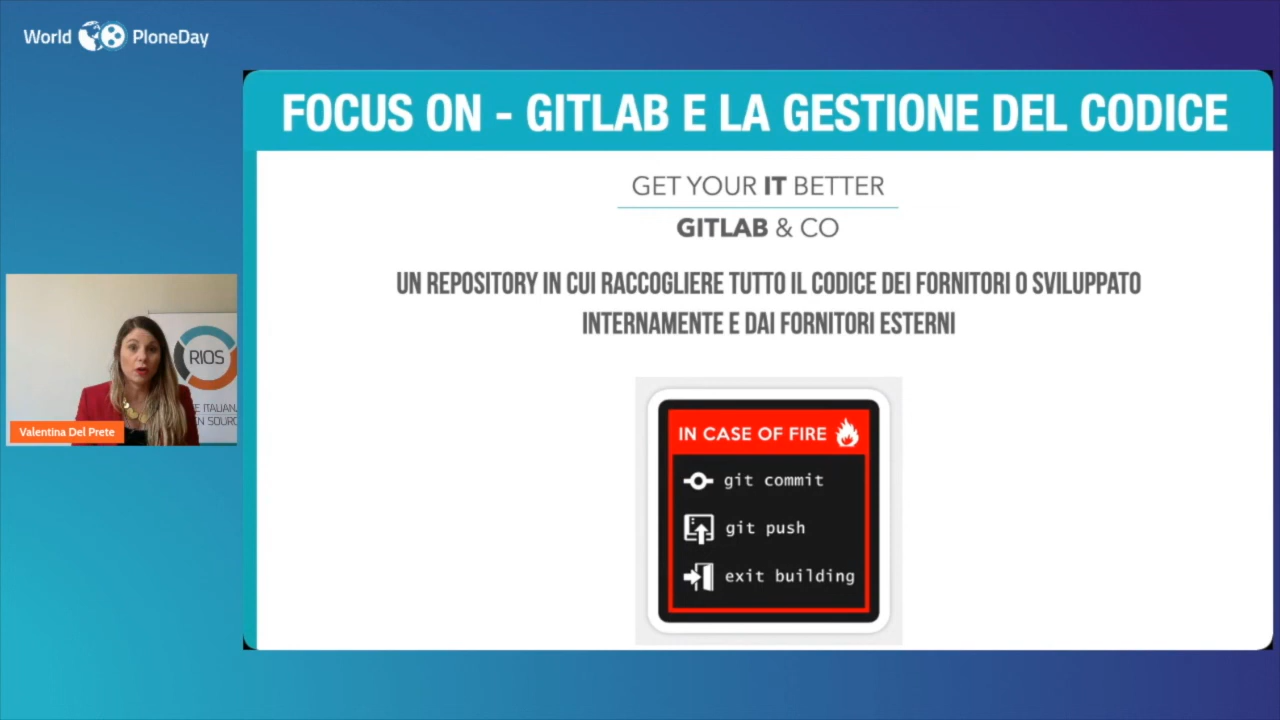 World PloneDay
FOCUS ON - GITLAB E LA GESTIONE DEL CODICE
GET YOUR IT BETTER
GITLAB & CO
UN REPOSITORY IN CUI RACCOGLIERE TUTTO IL CODICE DEI FORNITORI O SVILUPPATO
INTERNAMENTE E DAI FORNITORI ESTERNI
IN CASE OF FIRE
git commit
git push
exit building
RIOS
E ITALIAN
N SOURC
Valentina Del Prete